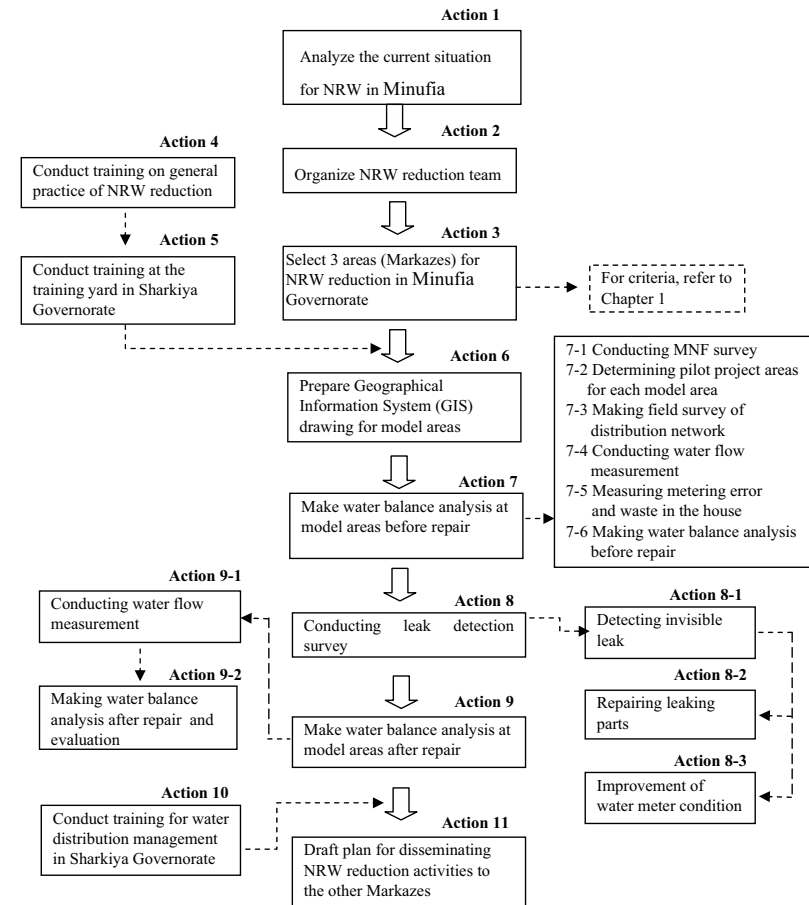 Action 1
Analyze the current situation
for NRW in Minufia
Action 2
Organize NRW reduction team
Action 4
Conduct training on general
practice of NRW reduction
Action 5
Conduct training at the
training yard in Sharkiya
Governorate
Action 3
Select 3 areas (Markazes) for
NRW reduction in Minufia
Governorate
For criteria, refer to
Chapter 1
Action 6
Prepare Geographical
Information System (GIS)
drawing for model areas
Action 7
Make water balance analysis at
model areas before repair
7-1 Conducting MNF survey
7-2 Determining pilot project areas
for each model area
7-3 Making field survey of
distribution network
7-4 Conducting water flow
measurement
7-5 Measuring metering error
and waste in the house
7-6 Making water balance analysis
before repair
Action 8
Conducting leak detection
survey
Action 8-1
Detecting invisible
leak
Action 8-2
Repairing leaking
parts
Action 8-3
Improvement of
water meter condition
Action 9-1
Conducting water flow
measurement
Action 9-2
Making water balance
analysis after repair and
evaluation
Action 9
Make water balance analysis at
model areas after repair
Action 10
Conduct training for water
distribution management
in Sharkiya Governorate
Action 11
Draft plan for disseminating
NRW reduction activities to
the other Markazes